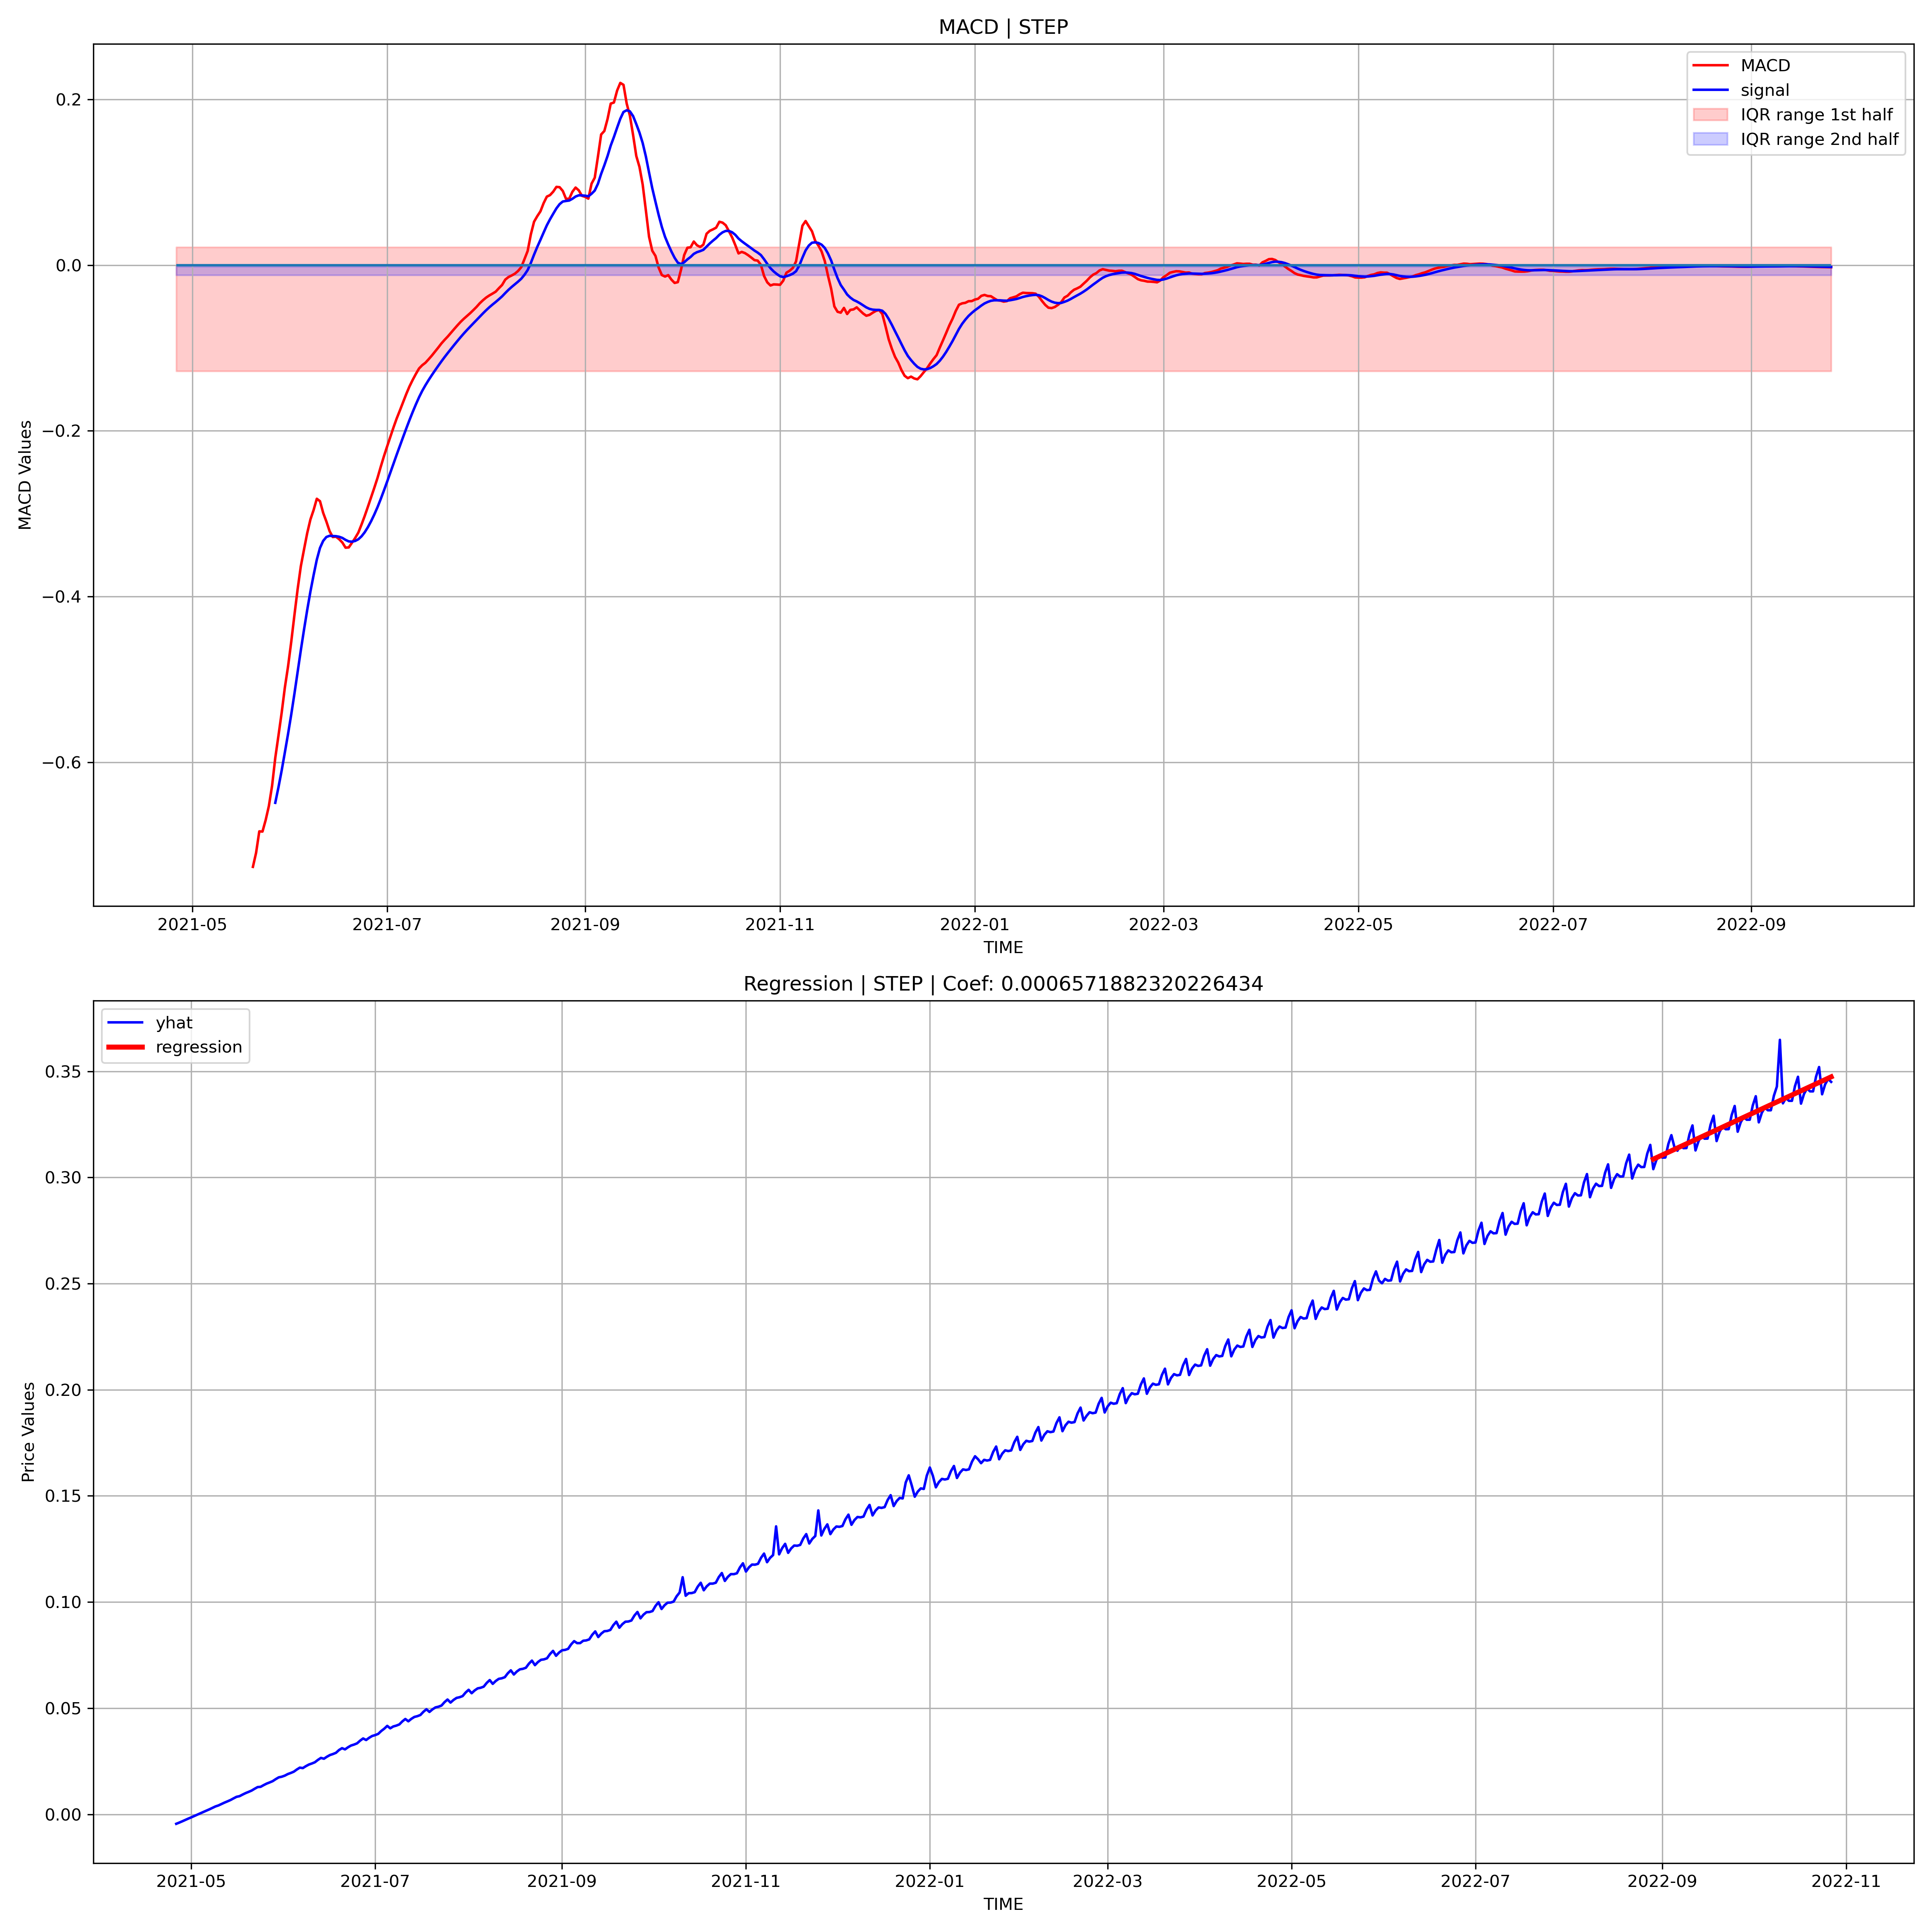 MACD | STEP
MACD
signal
IQR range 1st half
IQR range 2nd half
0.2
0.0
−0.2
−0.4
−0.6
MACD Values
2021-05 2021-07 2021-09 2021-11 2022-01 2022-03 2022-05 2022-07 2022-09
TIME
Regression | STEP | Coef: 0.0006571882320226434
yhat
regression
0.35
0.30
0.25
0.20
0.15
0.10
0.05
0.00
Price Values
2021-05 2021-07 2021-09 2021-11 2022-01 2022-03 2022-05 2022-07 2022-09 2022-11
TIME